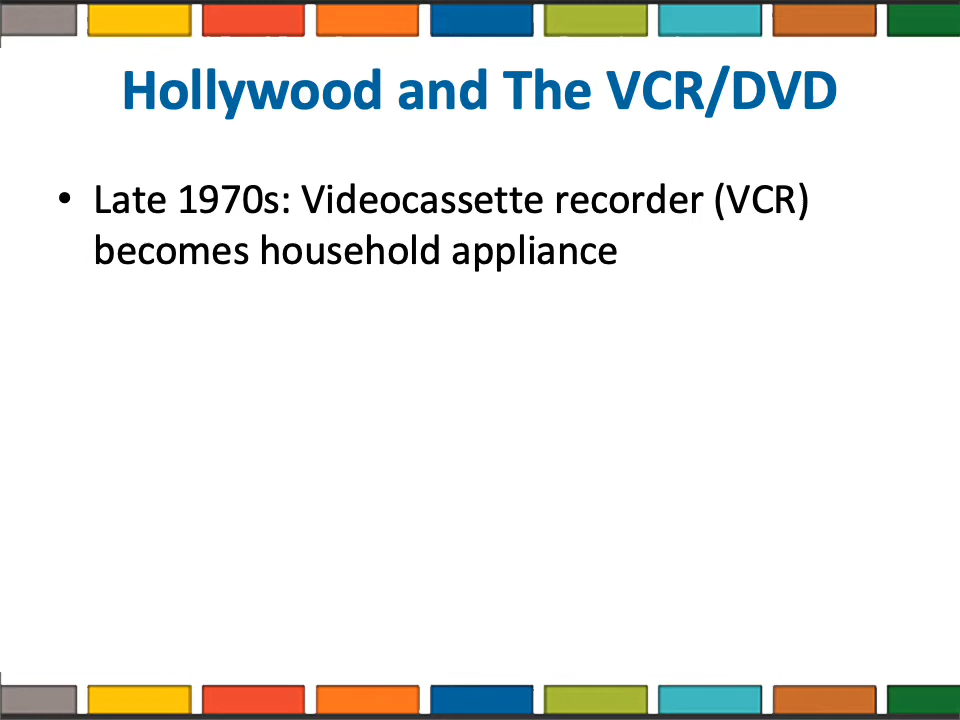 Hollywood and The VCR/DVD
• Late 1970s: Videocassette recorder (VCR)
becomes household appliance